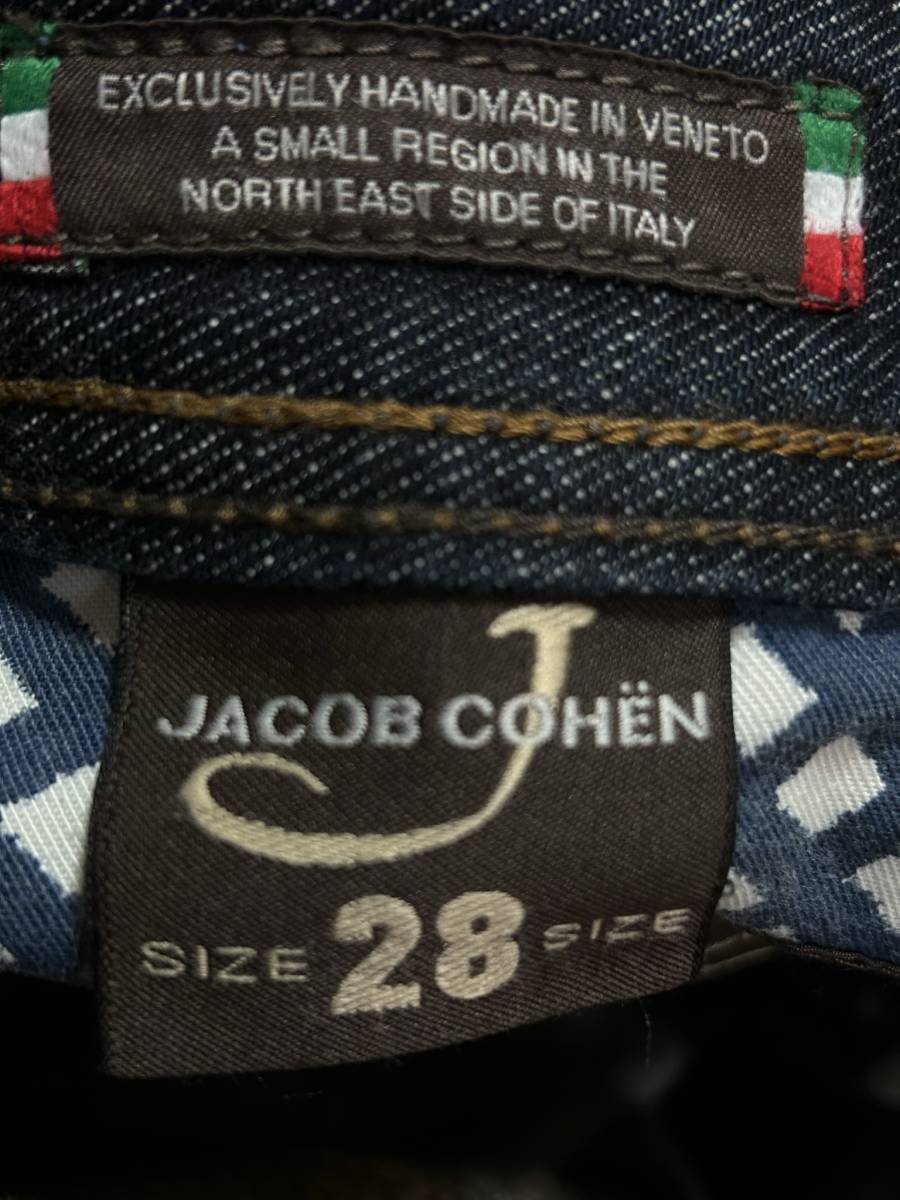 EXCLUSIVELY HANDMADE IN VENETO
A SMALL REGION IN THE
NORTH EAST SIDE OF ITALY
J
JACOB COHËN
SIZE 28 SIZE